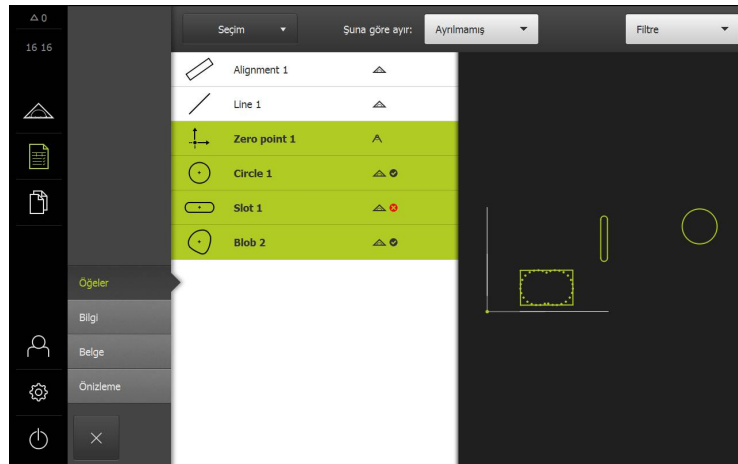 0
16 16
Seçim
Şuna göre ayır:
Ayrılmamış
Filtre
Alignment 1
Line 1
Zero point 1
Circle 1
Slot 1
Blob 2
Öğeler
Bilgi
Belge
Önizleme